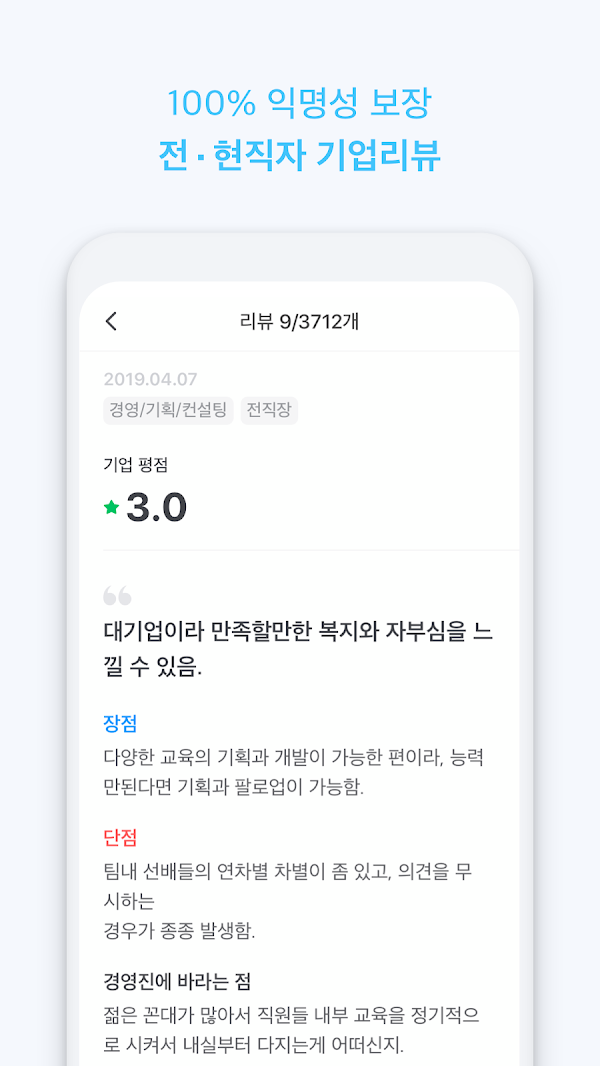 100% 익명성 보장
전·현직자 기업리뷰
리뷰 9/3712개
2019.04.07
경영/기획/컨설팅 전직장
기업 평점
3.0
대기업이라 만족할만한 복지와 자부심을 느
낄 수 있음.
장점
다양한 교육의 기획과 개발이 가능한 편이라, 능력
만된다면 기획과 팔로업이 가능함.
단점
팀내 선배들의 연차별 차별이 좀 있고, 의견을 무
시하는
경우가 종종 발생함.
경영진에 바라는 점
젊은 꼰대가 많아서 직원들 내부 교육을 정기적으
로 시켜서 내실부터 다지는게 어떠신지.